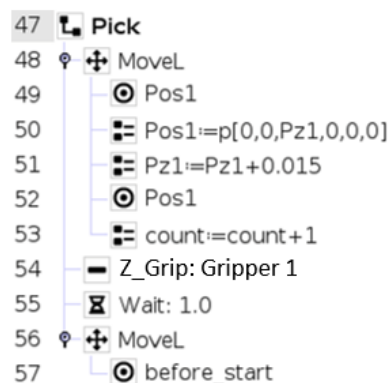 47 Pick
48 MoveL
49 Pos1
50 Pos1:=p[0,0,Pz1,0,0,0]
51 Pz1:=Pz1+0.015
52 Pos1
53 count:=count+1
54 Z_Grip: Gripper 1
55 Wait: 1.0
56 MoveL
57 before_start